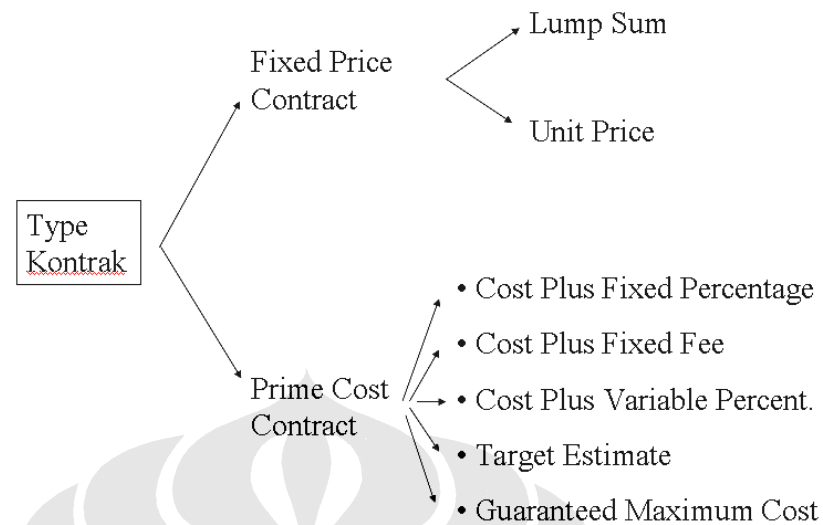 Type
Kontrak
Fixed Price
Contract
Lump Sum
Unit Price
Prime Cost
Contract
• Cost Plus Fixed Percentage
• Cost Plus Fixed Fee
• Cost Plus Variable Percent.
• Target Estimate
• Guaranteed Maximum Cost